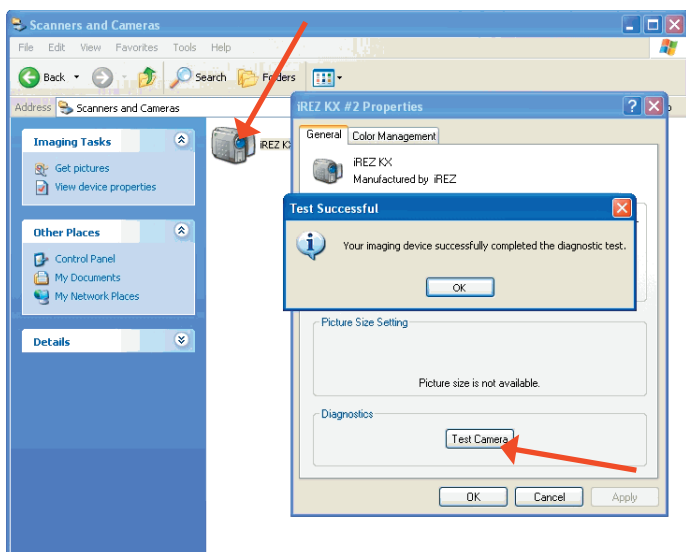 Scanners and Cameras
File Edit View Favorites Tools Help
Back Search Folders
Address Scanners and Cameras
Imaging Tasks
Get pictures
View device properties
Other Places
Control Panel
My Documents
My Network Places
Details
iREZ KX #2 Properties
General Color Management
iREZ KX
Manufactured by iREZ
Test Successful
Your imaging device successfully completed the diagnostic test.
OK
Picture Size Setting
Picture size is not available.
Diagnostics
Test Camera
OK Cancel Apply